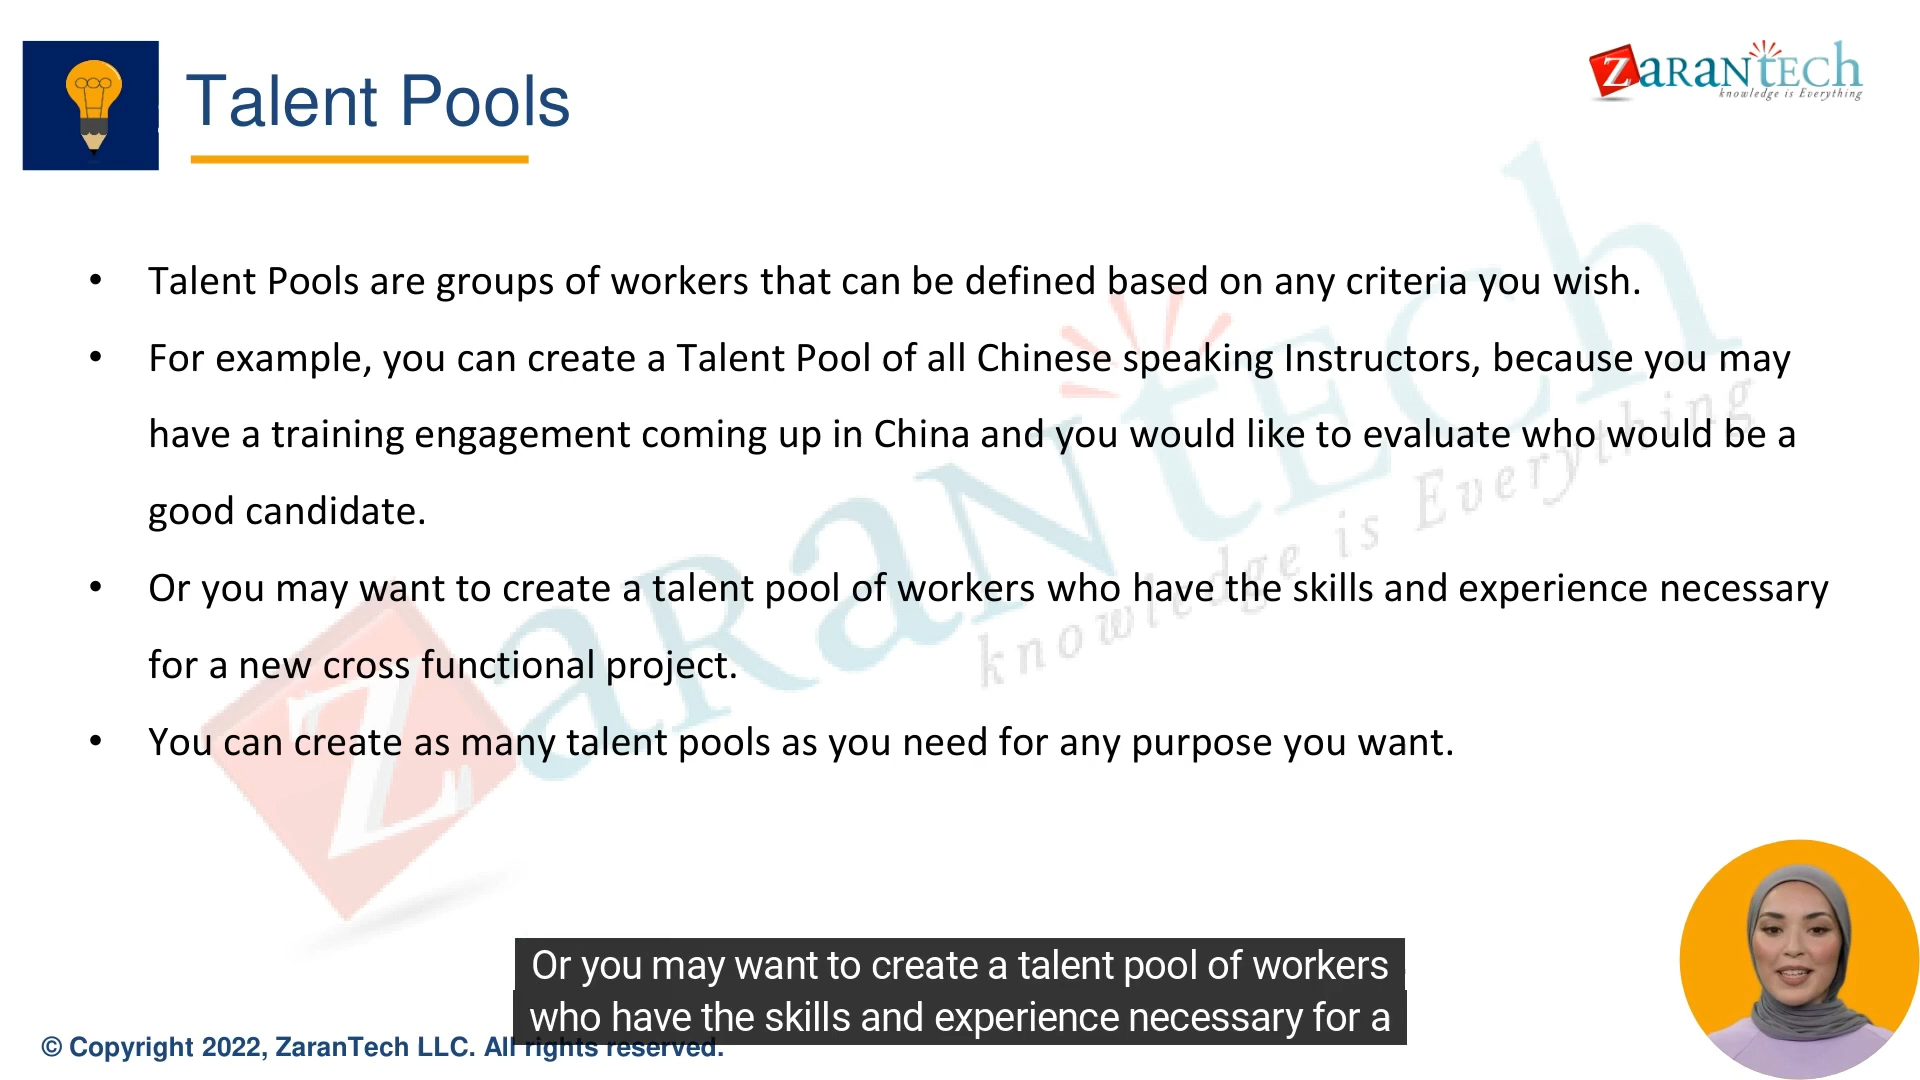 Talent Pools
ZARANTECH
knowledge is Everything
• Talent Pools are groups of workers that can be defined based on any criteria you wish.
• For example, you can create a Talent Pool of all Chinese speaking Instructors, because you may
have a training engagement coming up in China and you would like to evaluate who would be a
good candidate.
• Or you may want to create a talent pool of workers who have the skills and experience necessary
for a new cross functional project.
• You can create as many talent pools as you need for any purpose you want.
ZARANTECH
knowledge is Everything
Or you may want to create a talent pool of workers
who have the skills and experience necessary for a
© Copyright 2022, ZaranTech LLC. All rights reserved.